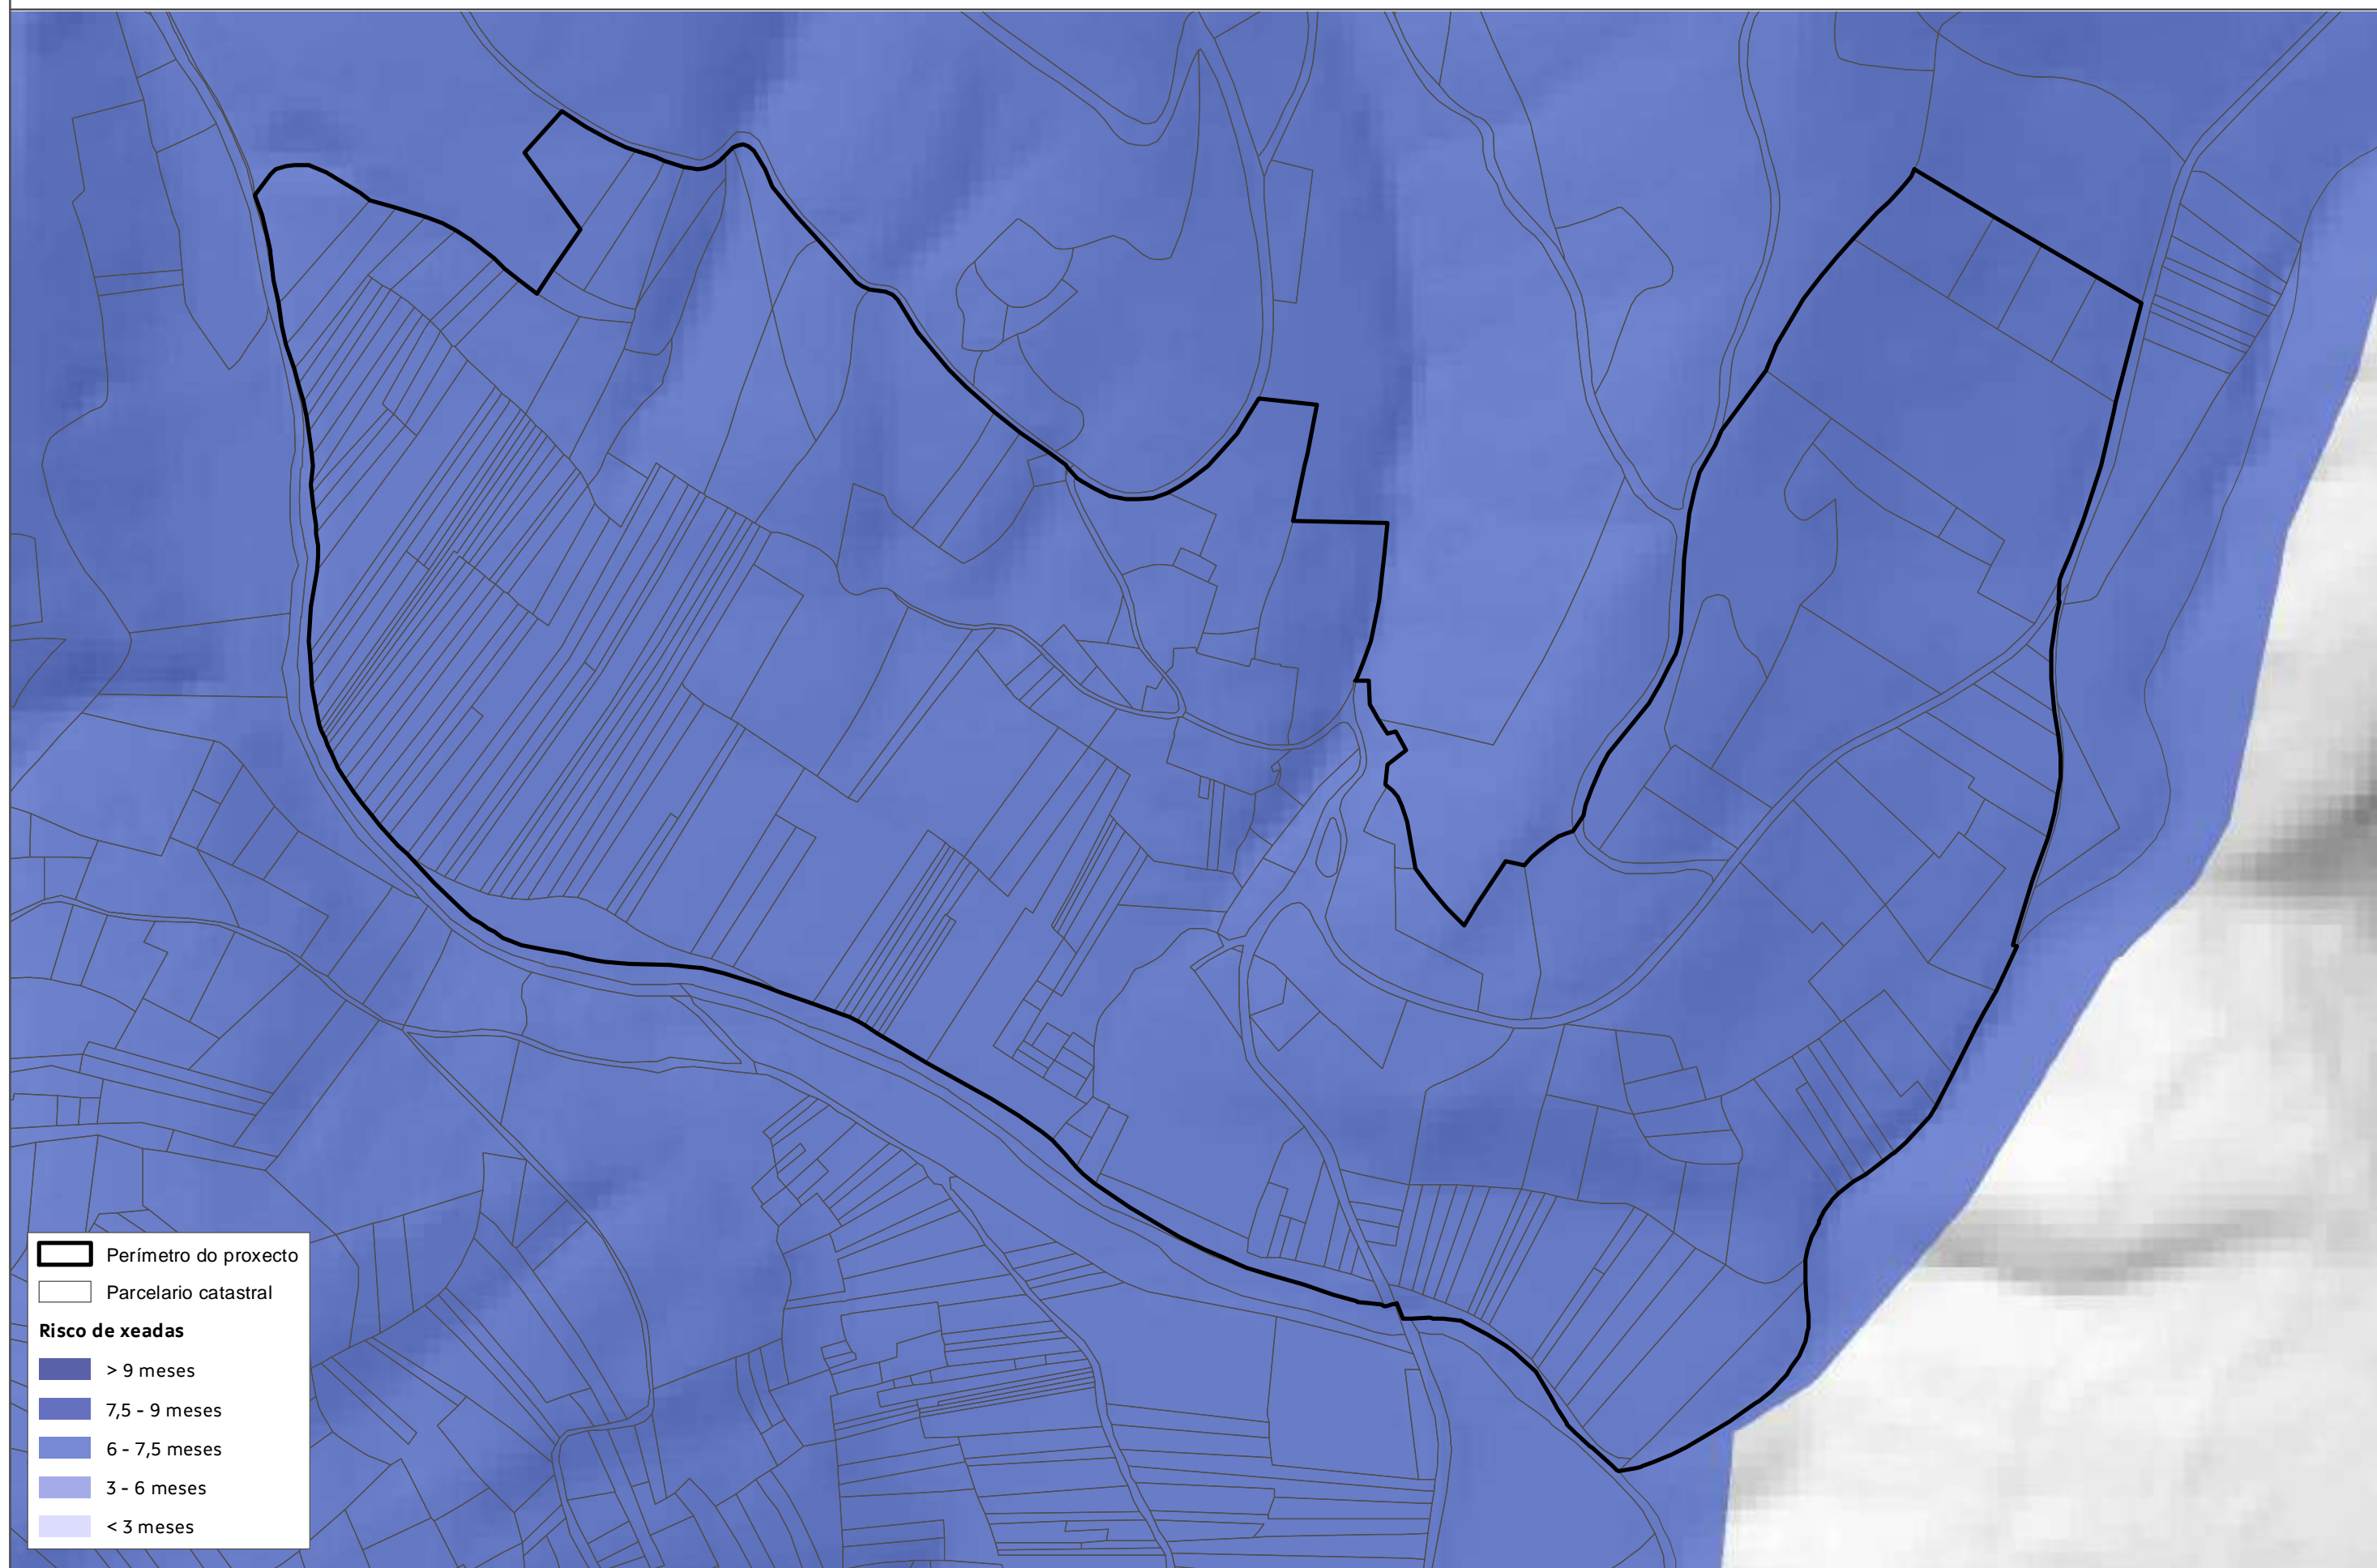 Perímetro do proxecto
Parcelario catastral
Risco de xeadas
> 9 meses
7,5 - 9 meses
6 - 7,5 meses
3 - 6 meses
< 3 meses